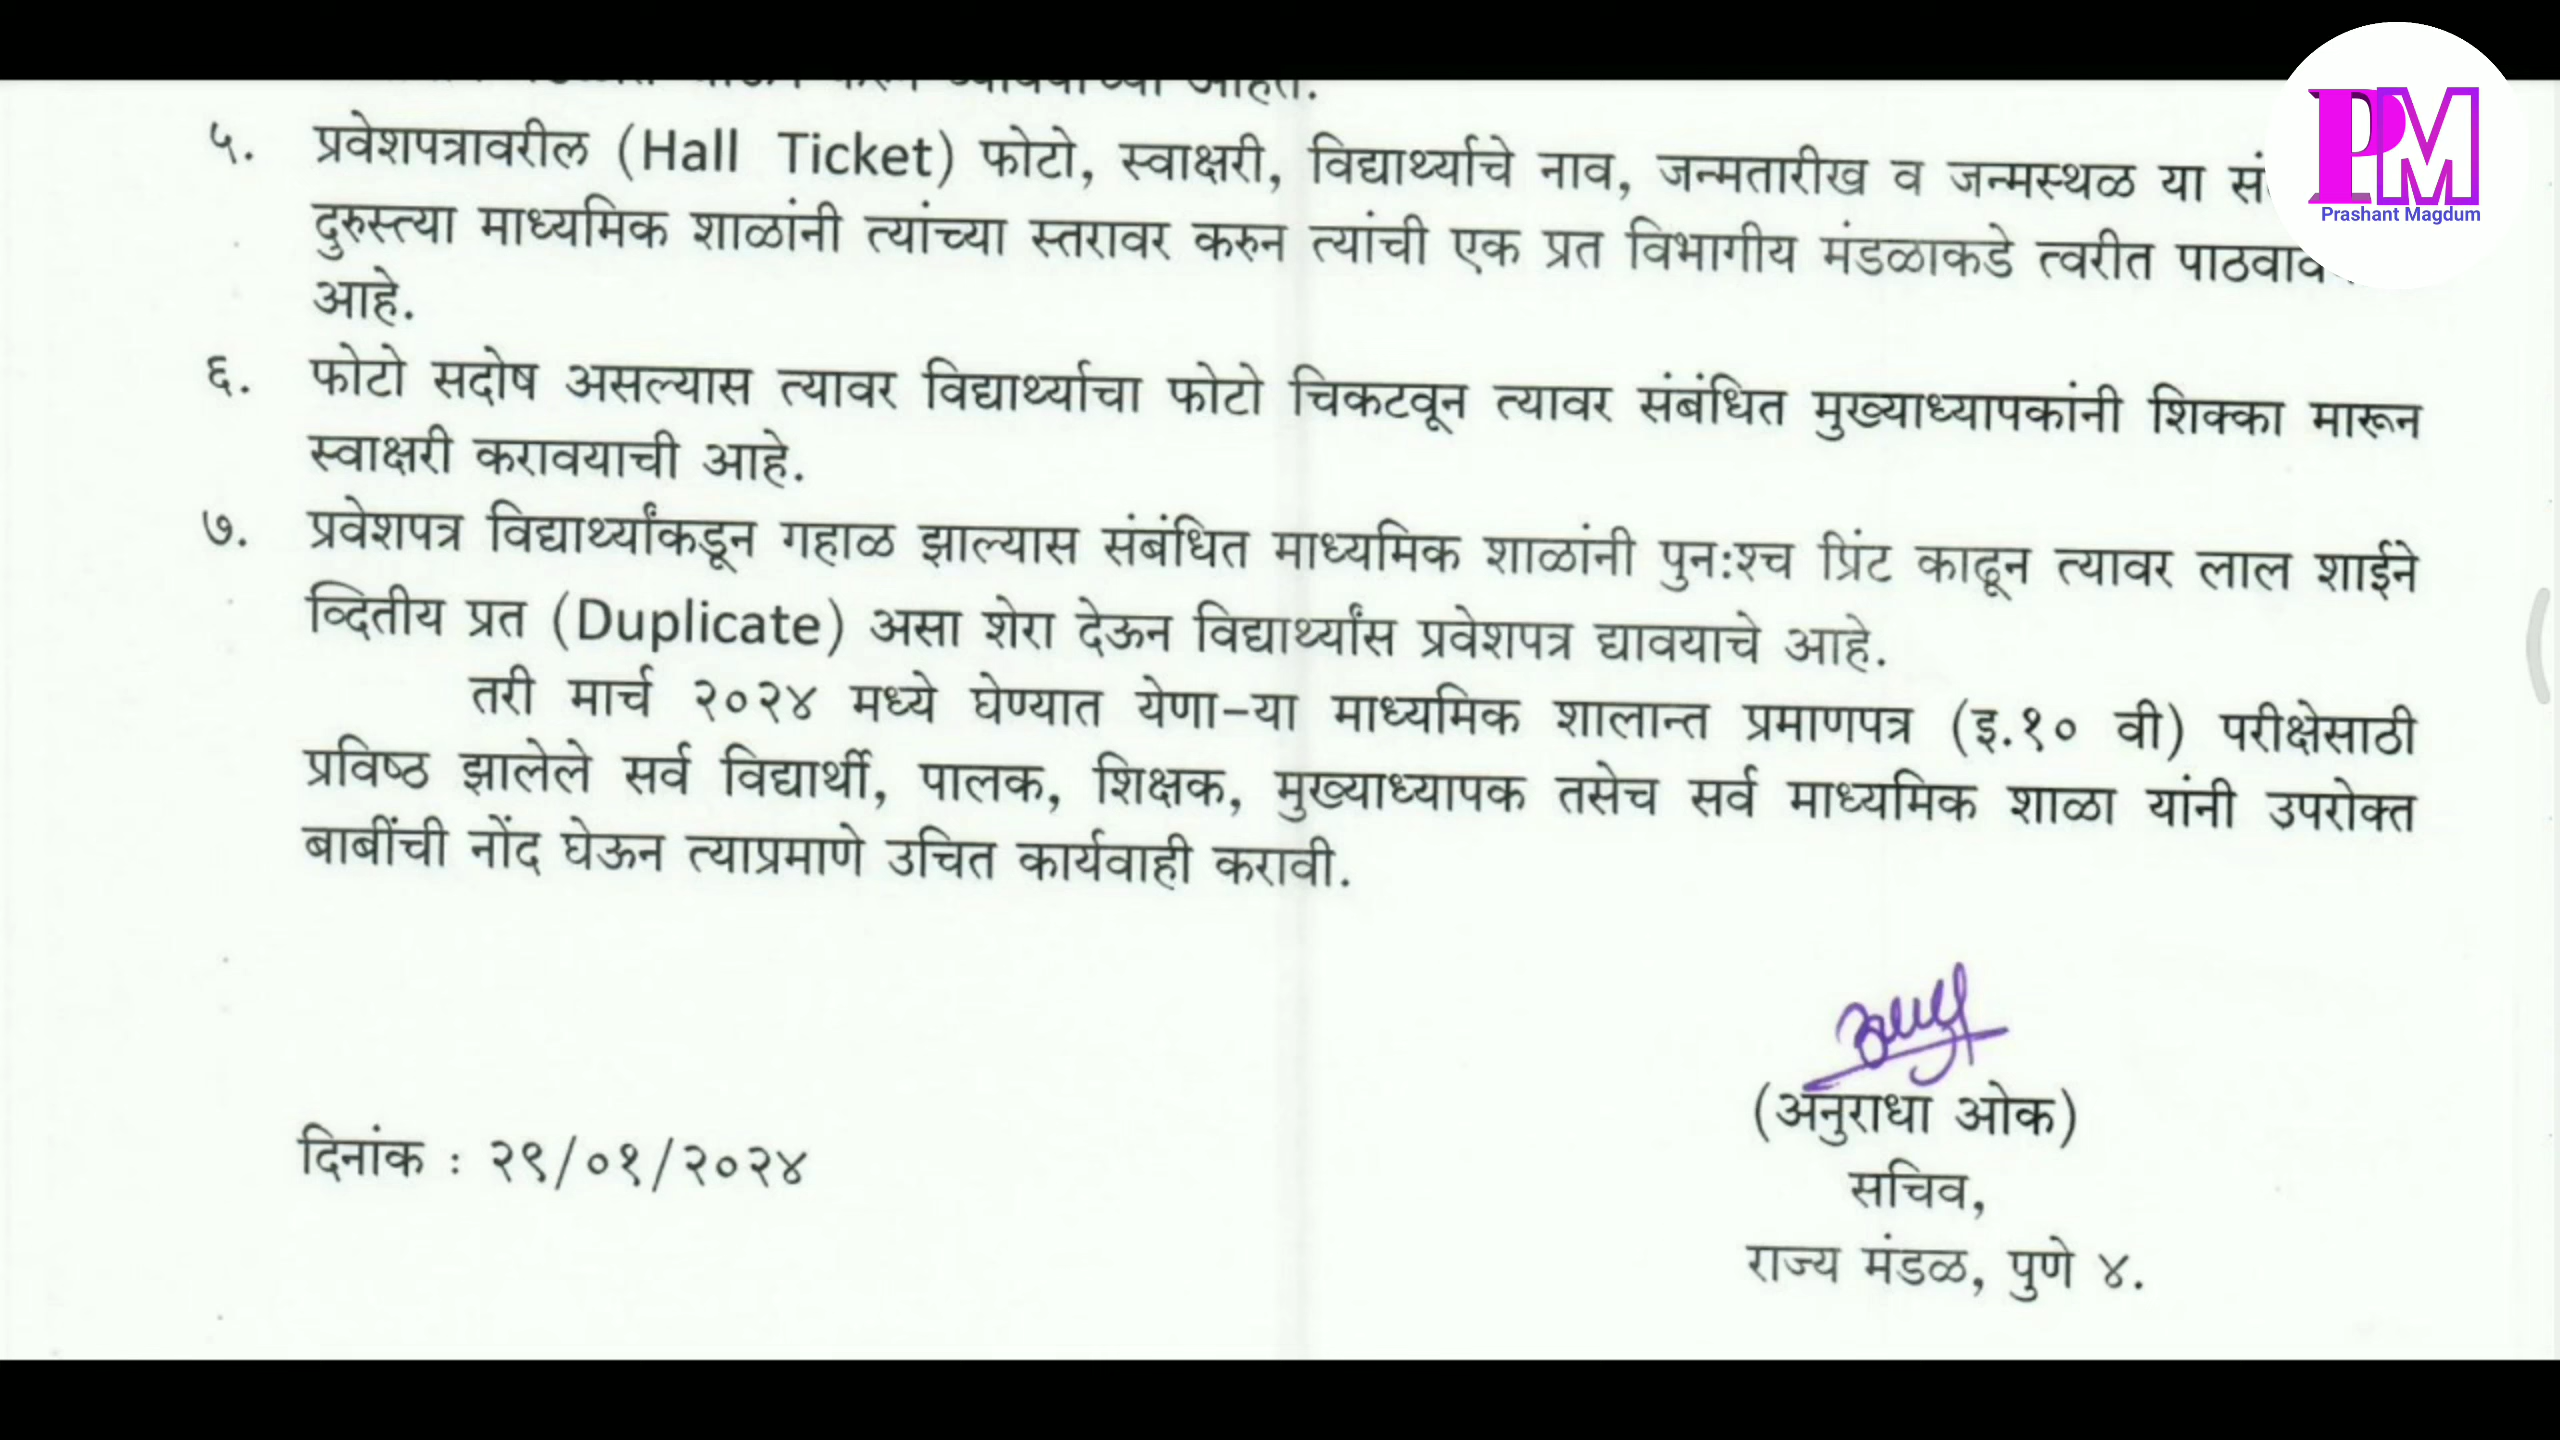 आहेत.
५. प्रवेशपत्रावरील (Hall Ticket) फोटो, स्वाक्षरी, विद्यार्थ्याचे नाव, जन्मतारीख व जन्मस्थळ या
दुरुस्त्या माध्यमिक शाळांनी त्यांच्या स्तरावर करुन त्यांची एक प्रत विभागीय मंडळाकडे त्वरीत
आहे.
६. फोटो सदोष असल्यास त्यावर विद्यार्थ्याचा फोटो चिकटवून त्यावर संबंधित मुख्याध्यापकांनी शिक्का मारून
स्वाक्षरी करावयाची आहे.
७. प्रवेशपत्र विद्यार्थ्यांकडून गहाळ झाल्यास संबंधित माध्यमिक शाळांनी पुन:श्च प्रिंट काढून त्यावर लाल शाईने
व्दितीय प्रत (Duplicate) असा शेरा देऊन विद्यार्थ्यांस प्रवेशपत्र द्यावयाचे आहे.
तरी मार्च २०२४ मध्ये घेण्यात येणा-या माध्यमिक शालान्त प्रमाणपत्र (इ.१० वी) परीक्षेसाठी
प्रविष्ठ झालेले सर्व विद्यार्थी, पालक, शिक्षक, मुख्याध्यापक तसेच सर्व माध्यमिक शाळा यांनी उपरोक्त
बाबींची नोंद घेऊन त्याप्रमाणे उचित कार्यवाही करावी.
(अनुराधा ओक)
दिनांक : २९/०१/२०२४
सचिव,
राज्य मंडळ, पुणे ४.
PM
Prashant Magdum